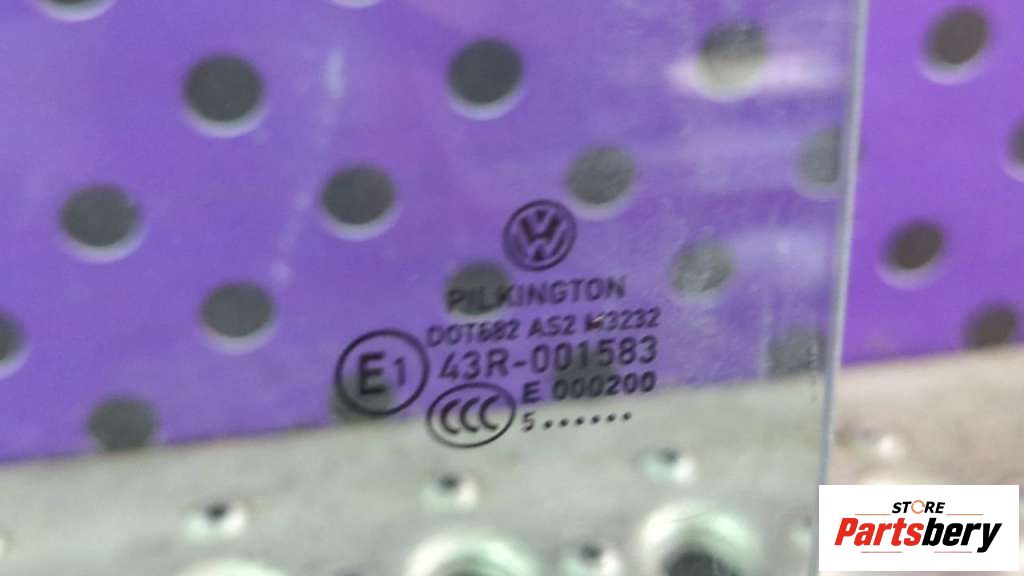 PILKINGTON
DOT682 AS2 M3232
E1 43R-001583
E 000200
CCC
5......
STORE
Partsbery